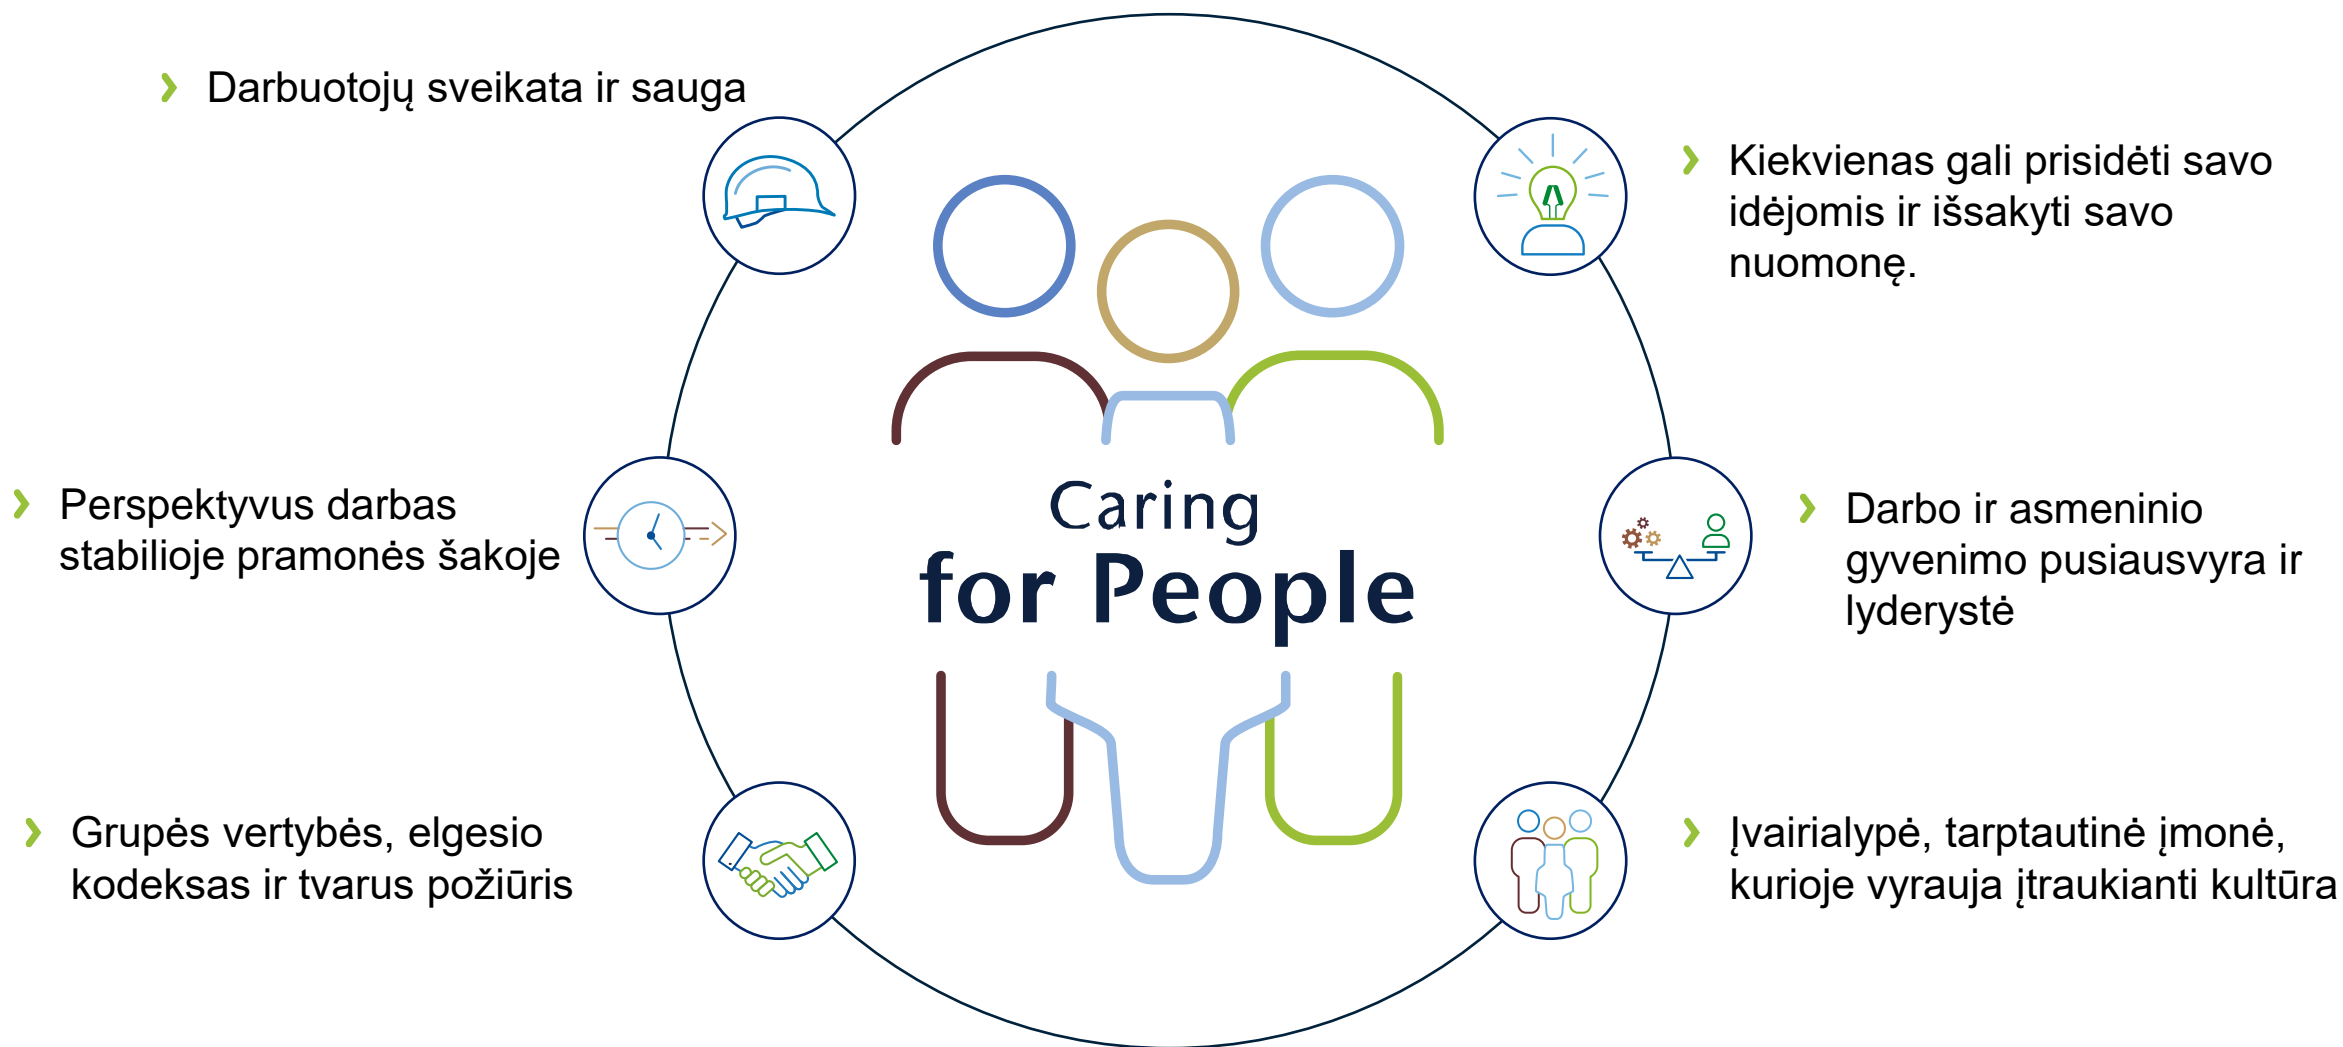 Darbuotojų sveikata ir sauga
Kiekvienas gali prisidėti savo
idėjomis ir išsakyti savo
nuomonę.
Caring
for People
Perspektyvus darbas
stabilioje pramonės šakoje
Darbo ir asmeninio
gyvenimo pusiausvyra ir
lyderystė
Grupės vertybės, elgesio
kodeksas ir tvarus požiūris
Įvairialypė, tarptautinė įmonė,
kurioje vyrauja įtraukianti kultūra